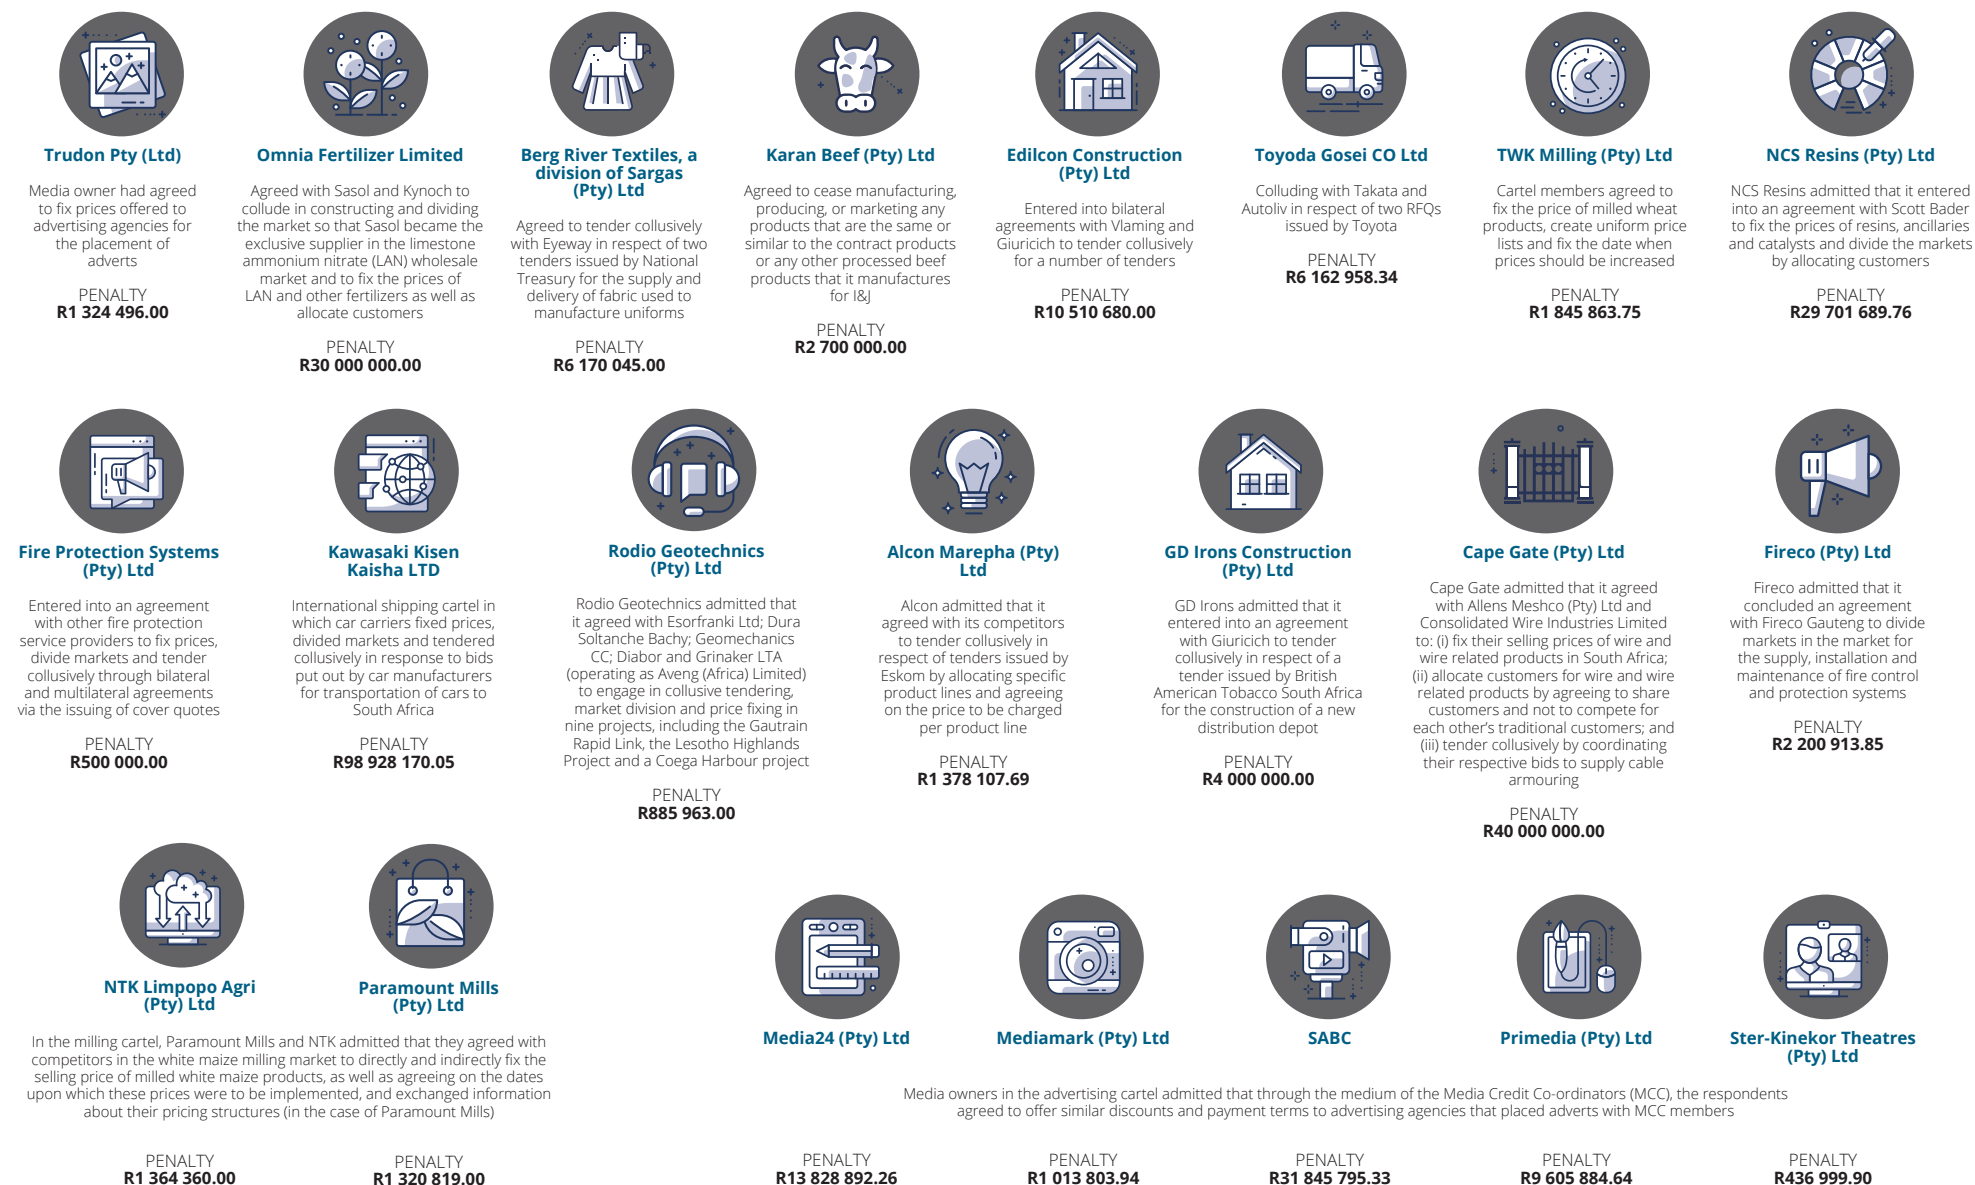 Trudon Pty (Ltd)
Media owner had agreed
to fix prices offered to
advertising agencies for
the placement of
adverts
PENALTY
R1 324 496.00
Omnia Fertilizer Limited
Agreed with Sasol and Kynoch to
collude in constructing and dividing
the market so that Sasol became the
exclusive supplier in the limestone
ammonium nitrate (LAN) wholesale
market and to fix the prices of
LAN and other fertilizers as well as
allocate customers
PENALTY
R30 000 000.00
Berg River Textiles, a
division of Sargas
(Pty) Ltd
Agreed to tender collusively
with Eyeway in respect of two
tenders issued by National
Treasury for the supply and
delivery of fabric used to
manufacture uniforms
PENALTY
R6 170 045.00
Karan Beef (Pty) Ltd
Agreed to cease manufacturing,
producing, or marketing any
products that are the same or
similar to the contract products
or any other processed beef
products that it manufactures
for I&J
PENALTY
R2 700 000.00
Edilcon Construction
(Pty) Ltd
Entered into bilateral
agreements with Vlaming and
Giuricich to tender collusively
for a number of tenders
PENALTY
R10 510 680.00
Toyoda Gosei CO Ltd
Colluding with Takata and
Autoliv in respect of two RFQs
issued by Toyota
PENALTY
R6 162 958.34
TWK Milling (Pty) Ltd
Cartel members agreed to
fix the price of milled wheat
products, create uniform price
lists and fix the date when
prices should be increased
PENALTY
R1 845 863.75
NCS Resins (Pty) Ltd
NCS Resins admitted that it entered
into an agreement with Scott Bader
to fix the prices of resins, ancillaries
and catalysts and divide the markets
by allocating customers
PENALTY
R29 701 689.76
Fire Protection Systems
(Pty) Ltd
Entered into an agreement
with other fire protection
service providers to fix prices,
divide markets and tender
collusively through bilateral
and multilateral agreements
via the issuing of cover quotes
PENALTY
R500 000.00
Kawasaki Kisen
Kaisha LTD
International shipping cartel in
which car carriers fixed prices,
divided markets and tendered
collusively in response to bids
put out by car manufacturers
for transportation of cars to
South Africa
PENALTY
R98 928 170.05
Rodio Geotechnics
(Pty) Ltd
Rodio Geotechnics admitted that
it agreed with Esorfranki Ltd; Dura
Soltanche Bachy; Geomechanics
CC; Diabor and Grinaker LTA
(operating as Aveng (Africa) Limited)
to engage in collusive tendering,
market division and price fixing in
nine projects, including the Gautrain
Rapid Link, the Lesotho Highlands
Project and a Coega Harbour project
PENALTY
R885 963.00
Alcon Marepha (Pty)
Ltd
Alcon admitted that it
agreed with its competitors
to tender collusively in
respect of tenders issued by
Eskom by allocating specific
product lines and agreeing
on the price to be charged
per product line
PENALTY
R1 378 107.69
GD Irons Construction
(Pty) Ltd
GD Irons admitted that it
entered into an agreement
with Giuricich to tender
collusively in respect of a
tender issued by British
American Tobacco South Africa
for the construction of a new
distribution depot
PENALTY
R4 000 000.00
Cape Gate (Pty) Ltd
Cape Gate admitted that it agreed
with Allens Meshco (Pty) Ltd and
Consolidated Wire Industries Limited
to: (i) fix their selling prices of wire and
wire related products in South Africa;
(ii) allocate customers for wire and wire
related products by agreeing to share
customers and not to compete for
each other’s traditional customers; and
(iii) tender collusively by coordinating
their respective bids to supply cable
armouring
PENALTY
R40 000 000.00
Fireco (Pty) Ltd
Fireco admitted that it
concluded an agreement
with Fireco Gauteng to divide
markets in the market for
the supply, installation and
maintenance of fire control
and protection systems
PENALTY
R2 200 913.85
NTK Limpopo Agri
(Pty) Ltd
Paramount Mills
(Pty) Ltd
In the milling cartel, Paramount Mills and NTK admitted that they agreed with
competitors in the white maize milling market to directly and indirectly fix the
selling price of milled white maize products, as well as agreeing on the dates
upon which these prices were to be implemented, and exchanged information
about their pricing structures (in the case of Paramount Mills)
PENALTY
R1 364 360.00
PENALTY
R1 320 819.00
Media24 (Pty) Ltd
Mediamark (Pty) Ltd
SABC
Primedia (Pty) Ltd
Ster-Kinekor Theatres
(Pty) Ltd
Media owners in the advertising cartel admitted that through the medium of the Media Credit Co-ordinators (MCC), the respondents
agreed to offer similar discounts and payment terms to advertising agencies that placed adverts with MCC members
PENALTY
R13 828 892.26
PENALTY
R1 013 803.94
PENALTY
R31 845 795.33
PENALTY
R9 605 884.64
PENALTY
R436 999.90